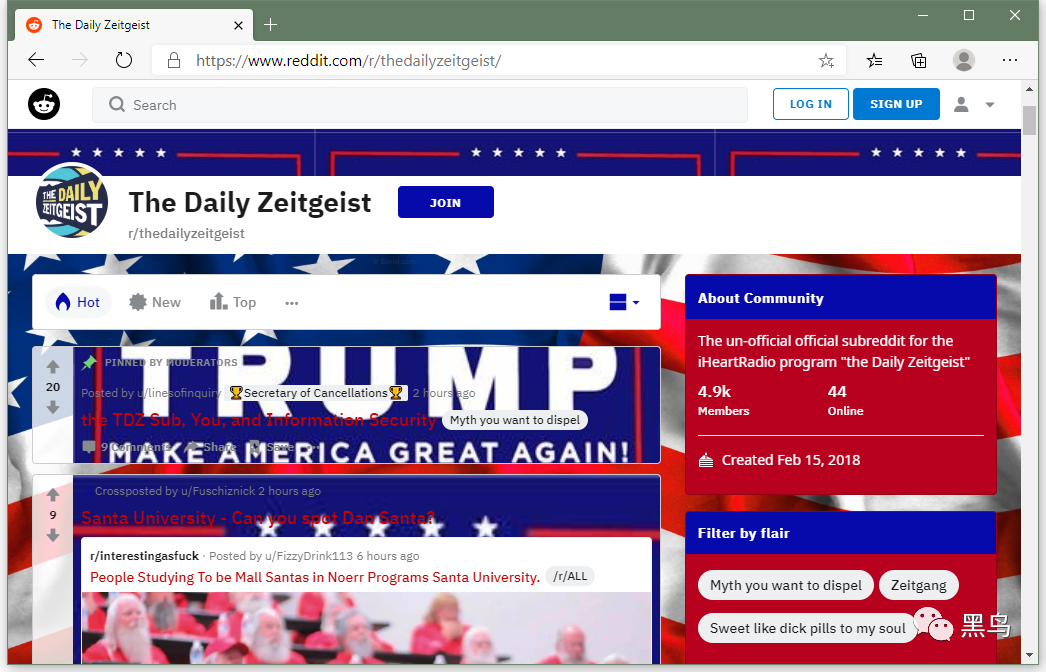 The Daily Zeitgeist
https://www.reddit.com/r/thedailyzeitgeist/
Search
LOG IN
SIGN UP
THE DAILY ZEITGEIST
The Daily Zeitgeist
JOIN
r/thedailyzeitgeist
Hot
New
Top
TRUMP
MAKE AMERICA GREAT AGAIN!
20
PINNED BY MODERATORS
Posted by u/linesofinquiry 🏆Secretary of Cancellations🏆 2 hours ago
the TDZ Sub, You, and Information Security Myth you want to dispel
9 Comments Share Save
9
Crossposted by u/Fuschiznick 2 hours ago
Santa University - Can you spot Dan Santa?
r/interestingasfuck · Posted by u/FizzyDrink113 6 hours ago
People Studying To be Mall Santas in Noerr Programs Santa University. /r/ALL
About Community
The un-official official subreddit for the
iHeartRadio program "the Daily Zeitgeist"
4.9k 44
Members Online
Created Feb 15, 2018
Filter by flair
Myth you want to dispel Zeitgang
Sweet like dick pills to my soul
黑鸟